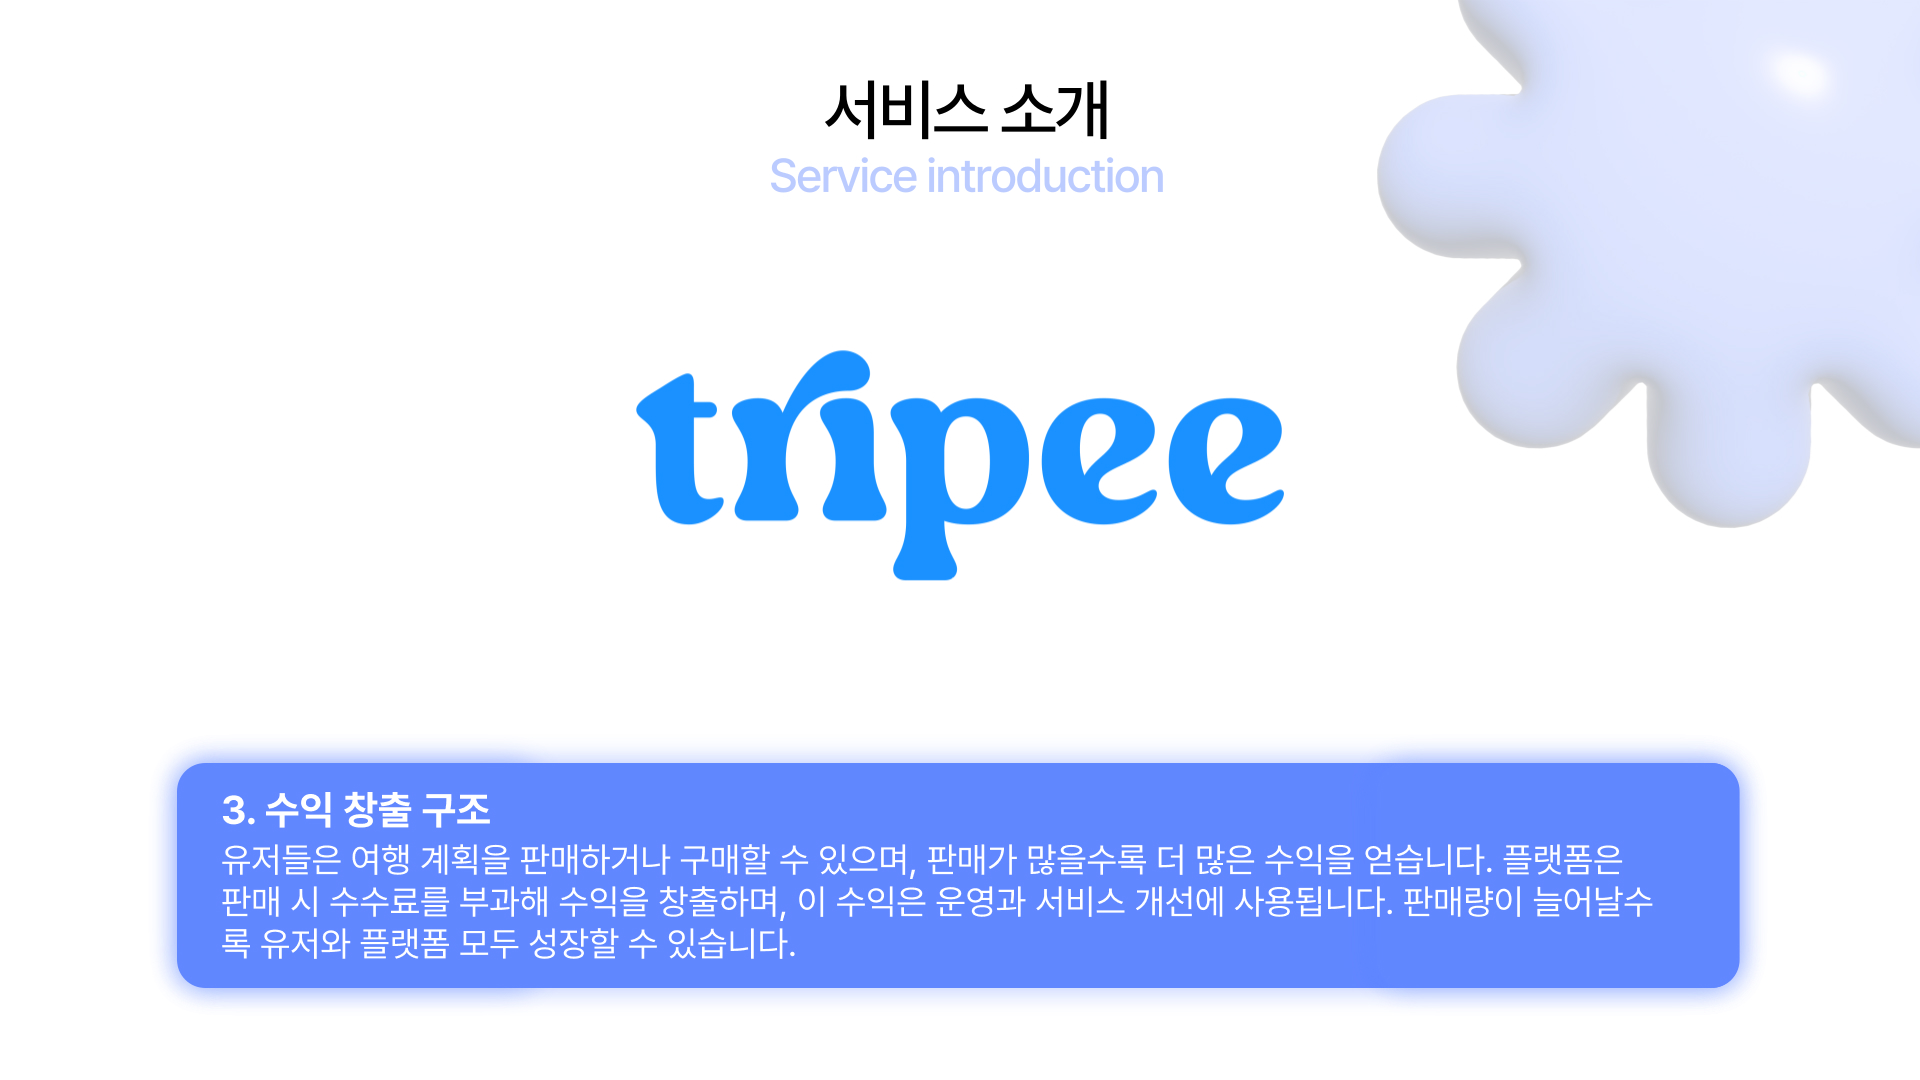 서비스 소개
Service introduction
tripee
3. 수익 창출 구조
유저들은 여행 계획을 판매하거나 구매할 수 있으며, 판매가 많을수록 더 많은 수익을 얻습니다. 플랫폼은
판매 시 수수료를 부과해 수익을 창출하며, 이 수익은 운영과 서비스 개선에 사용됩니다. 판매량이 늘어날수
록 유저와 플랫폼 모두 성장할 수 있습니다.